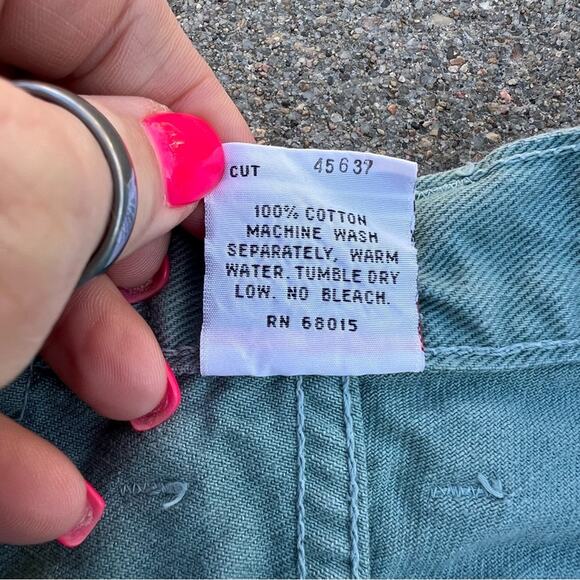 CUT 45637
100% COTTON
MACHINE WASH
SEPARATELY, WARM
WATER. TUMBLE DRY
LOW. NO BLEACH.
RN 68015